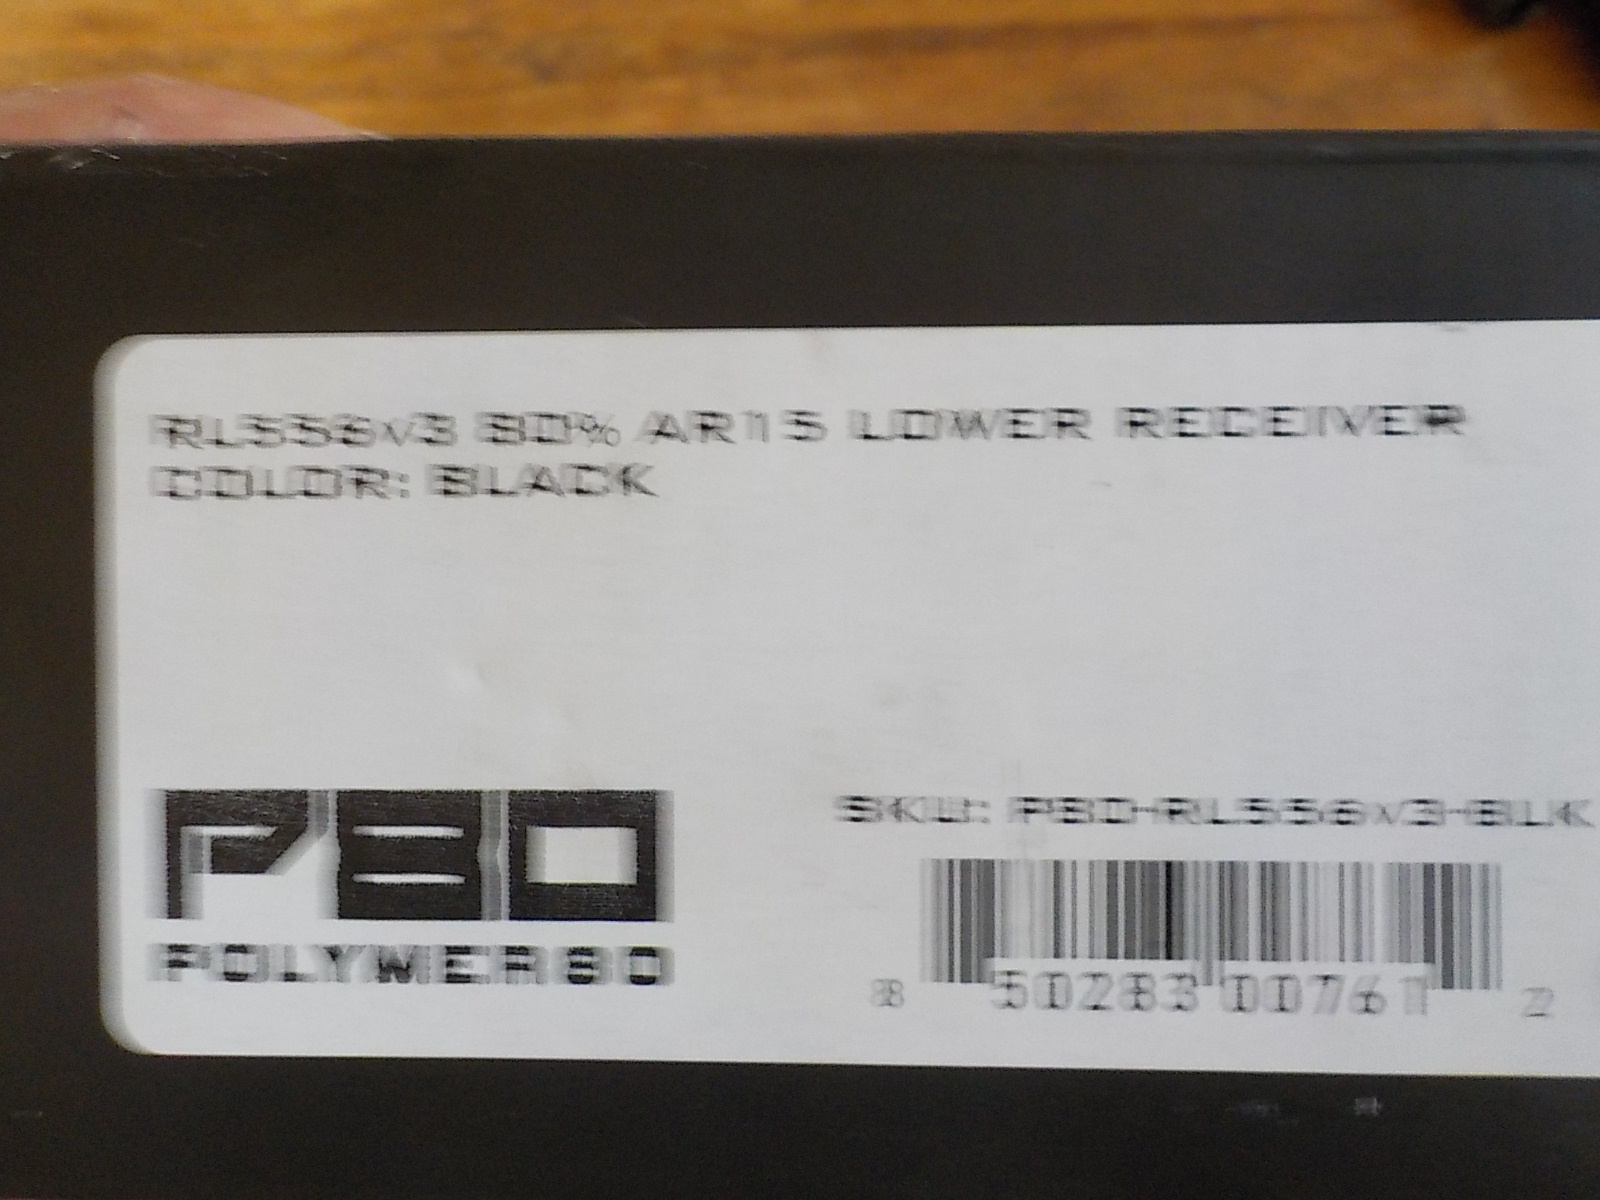 RL556v3 80% AR15 LOWER RECEIVER
COLOR: BLACK
P80
POLYMER80
SKU: P80-RL556v3-BLK
8 50283 00761 2